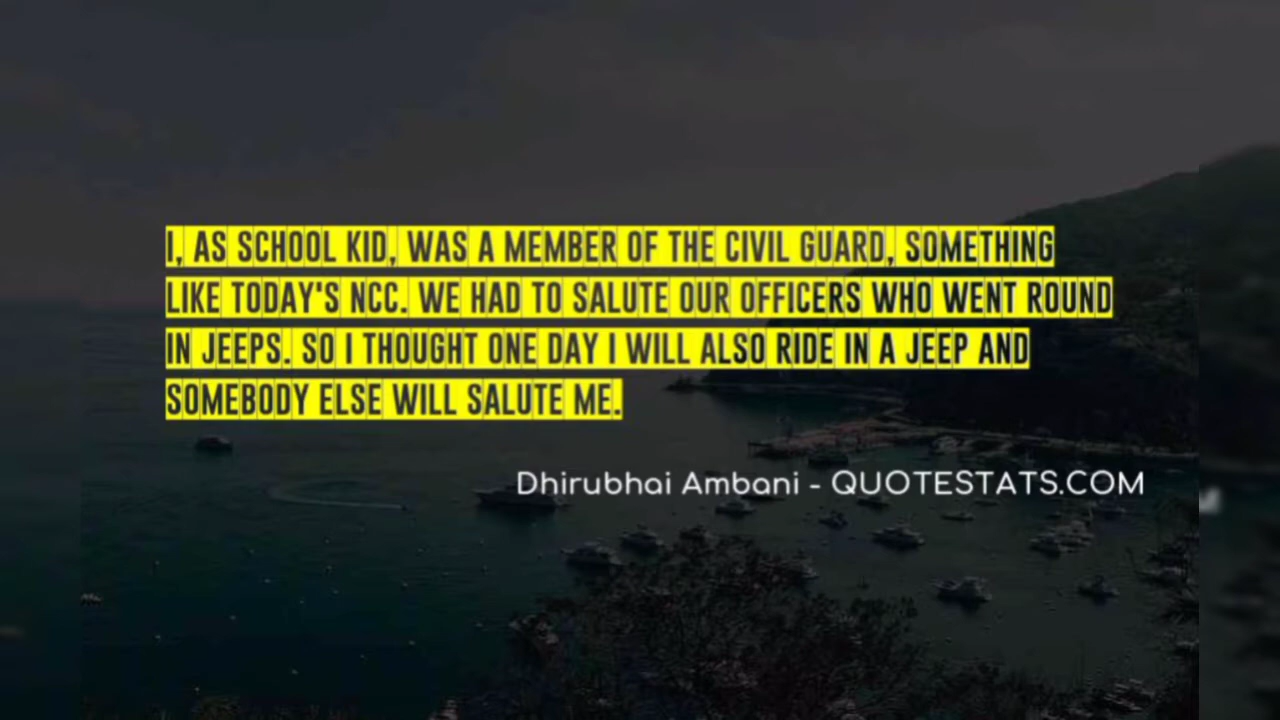 I, AS SCHOOL KID, WAS A MEMBER OF THE CIVIL GUARD, SOMETHING
LIKE TODAY'S NCC. WE HAD TO SALUTE OUR OFFICERS WHO WENT ROUND
IN JEEPS. SO I THOUGHT ONE DAY I WILL ALSO RIDE IN A JEEP AND
SOMEBODY ELSE WILL SALUTE ME.
Dhirubhai Ambani - QUOTESTATS.COM